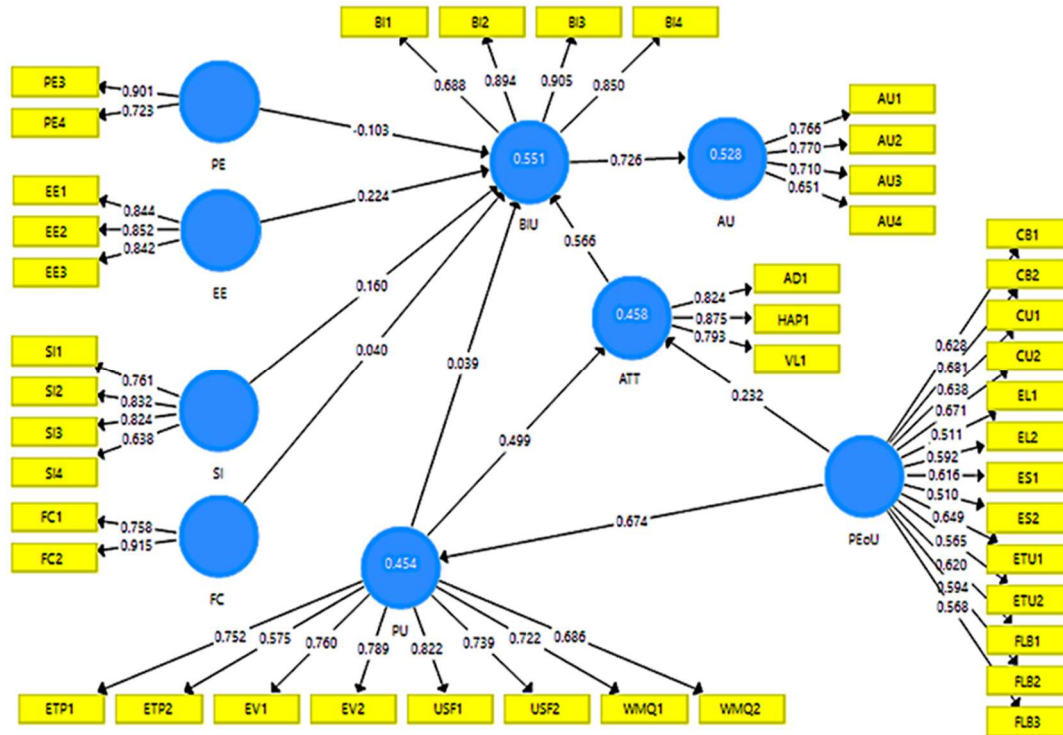 BI1 BI2 BI3 BI4
0.688 0.894 0.905 0.850
PE3
PE4
0.901
0.723
PE
-0.103
EE1
EE2
EE3
0.844
0.852
0.842
EE
0.224
0.551
BIU
0.726
0.528
AU
0.766
0.770
0.710
0.651
AU1
AU2
AU3
AU4
0.566
0.160
0.040
0.039
0.458
ATT
0.824
0.875
0.793
AD1
HAP1
VL1
SI1
SI2
SI3
SI4
0.761
0.832
0.824
0.638
SI
FC1
FC2
0.758
0.915
FC
0.499
0.232
0.674
0.454
PU
PEoU
0.628
0.681
0.638
0.671
0.511
0.592
0.616
0.510
0.649
0.565
0.620
0.594
0.568
CB1
CB2
CU1
CU2
EL1
EL2
ES1
ES2
ETU1
ETU2
FLB1
FLB2
FLB3
0.752 0.575 0.760 0.789 0.822 0.739 0.722 0.686
ETP1 ETP2 EV1 EV2 USF1 USF2 WMQ1 WMQ2